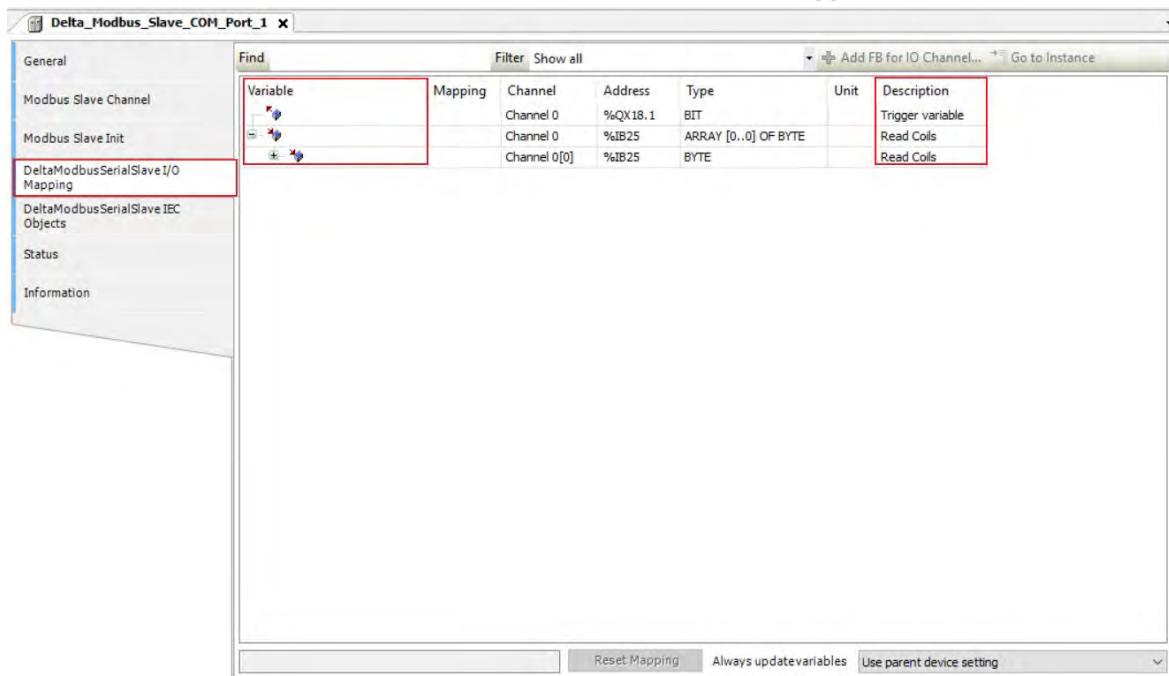 Delta_Modbus_Slave_COM_Port_1 X
General
Modbus Slave Channel
Modbus Slave Init
DeltaModbusSerialSlave I/O
Mapping
DeltaModbusSerialSlave IEC
Objects
Status
Information
Find Filter Show all Add FB for IO Channel... Go to Instance
Variable Mapping Channel Address Type Unit Description
Channel 0 %QX18.1 BIT Trigger variable
Channel 0 %IB25 ARRAY [0..0] OF BYTE Read Coils
Channel 0[0] %IB25 BYTE Read Coils
Reset Mapping Always update variables Use parent device setting